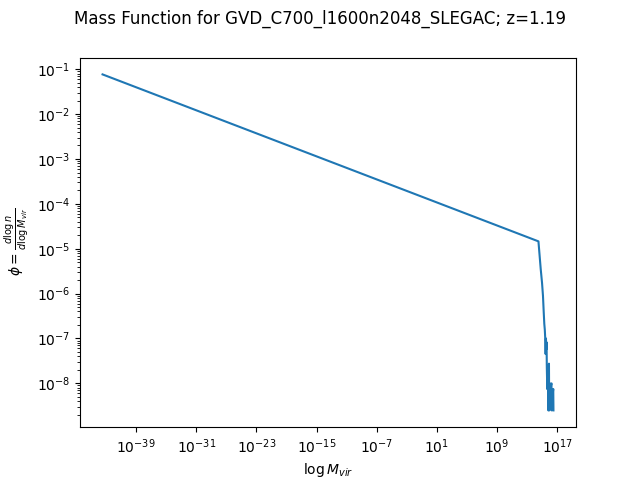 Mass Function for GVD_C700_l1600n2048_SLEGAC; z=1.19
10⁻¹
10⁻²
10⁻³
10⁻⁴
10⁻⁵
10⁻⁶
10⁻⁷
10⁻⁸
ϕ = d log n / d log M_vir
10⁻³⁹ 10⁻³¹ 10⁻²³ 10⁻¹⁵ 10⁻⁷ 10¹ 10⁹ 10¹⁷
log M_vir